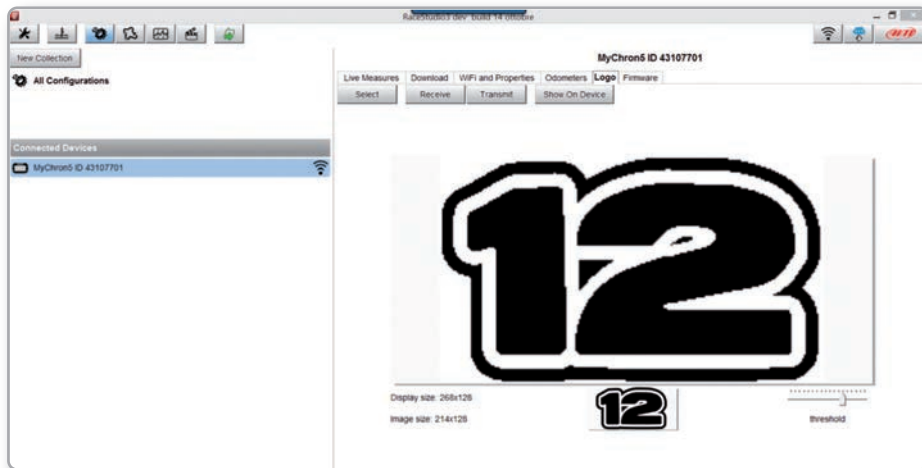 RaceStudio3 dev build 14 ottobre
New Collection
All Configurations
Connected Devices
MyChron5 ID 43107701
MyChron5 ID 43107701
Live Measures Download WiFi and Properties Odometers Logo Firmware
Select Receive Transmit Show On Device
12
Display size: 268x128
Image size: 214x128
12
threshold